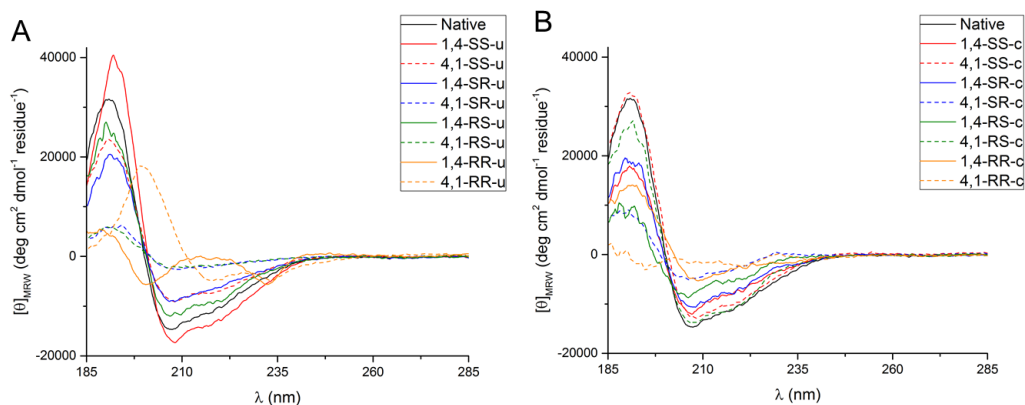 A
Native
1,4-SS-u
4,1-SS-u
1,4-SR-u
4,1-SR-u
1,4-RS-u
4,1-RS-u
1,4-RR-u
4,1-RR-u
[θ]MRW (deg cm² dmol⁻¹ residue⁻¹)
40000
20000
0
-20000
185 210 235 260 285
λ (nm)
B
Native
1,4-SS-c
4,1-SS-c
1,4-SR-c
4,1-SR-c
1,4-RS-c
4,1-RS-c
1,4-RR-c
4,1-RR-c
[θ]MRW (deg cm² dmol⁻¹ residue⁻¹)
40000
20000
0
-20000
185 210 235 260 285
λ (nm)